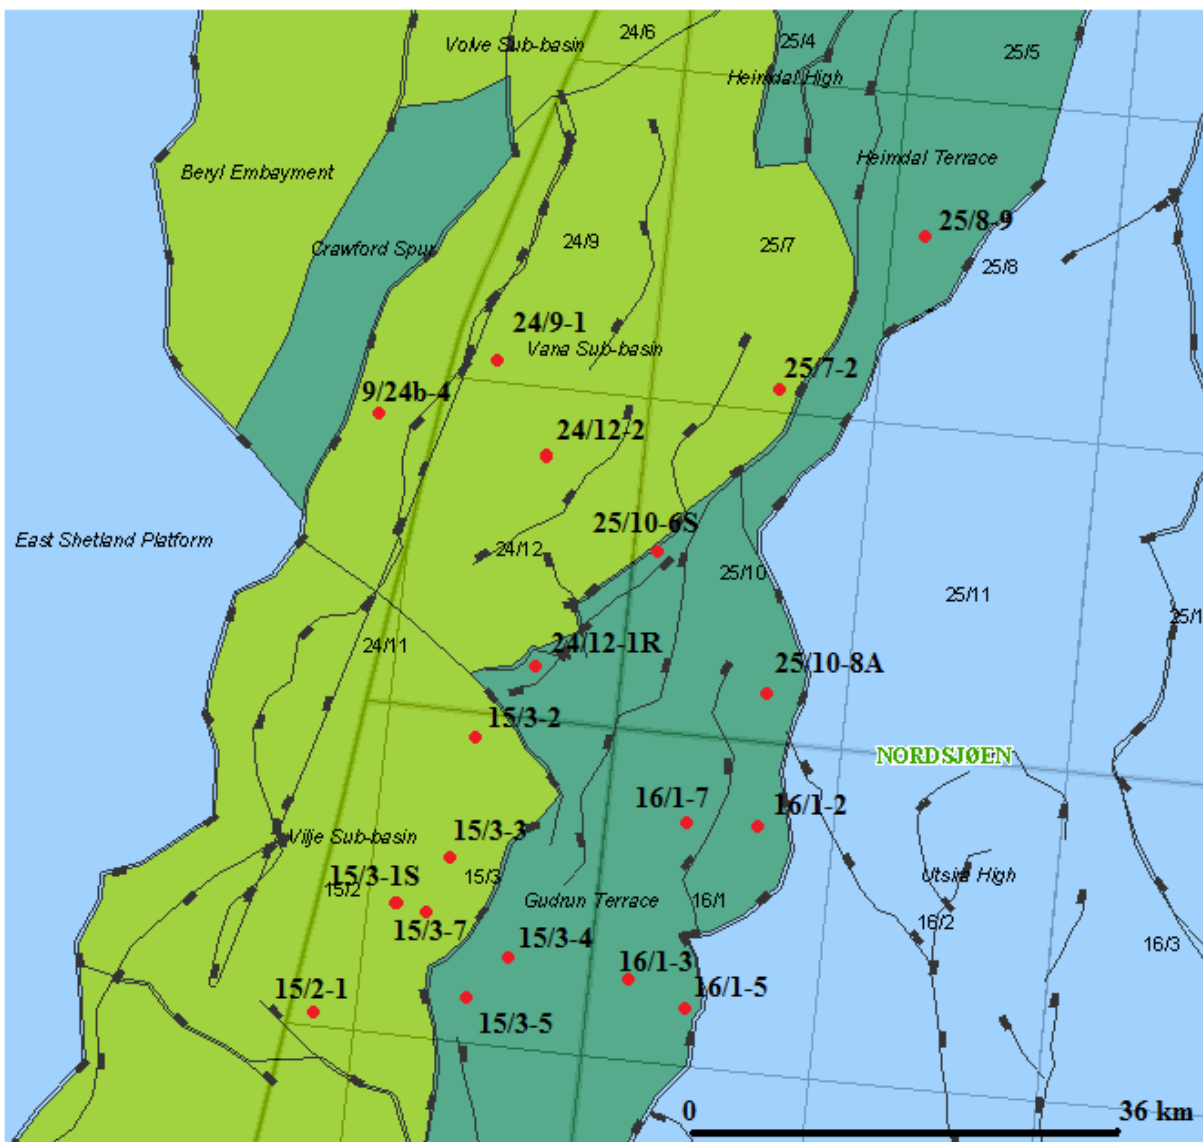 24/6
Volve Sub-basin
25/4
25/5
Heimdal High
Heimdal Terrace
Beryl Embayment
25/8-9
24/9
25/7
Crawford Spur
25/8
24/9-1
Vana Sub-basin
25/7-2
9/24b-4
24/12-2
25/10-6S
East Shetland Platform
24/12
25/10
25/11
25/1
24/11
24/12-1R
25/10-8A
15/3-2
NORDSJØEN
16/1-7
16/1-2
Vilje Sub-basin
15/3-3
15/3-1S
15/3
Utsira High
15/2
Gudrun Terrace
16/1
15/3-7
16/2
15/3-4
16/3
16/1-3
15/2-1
16/1-5
15/3-5
0
36 km